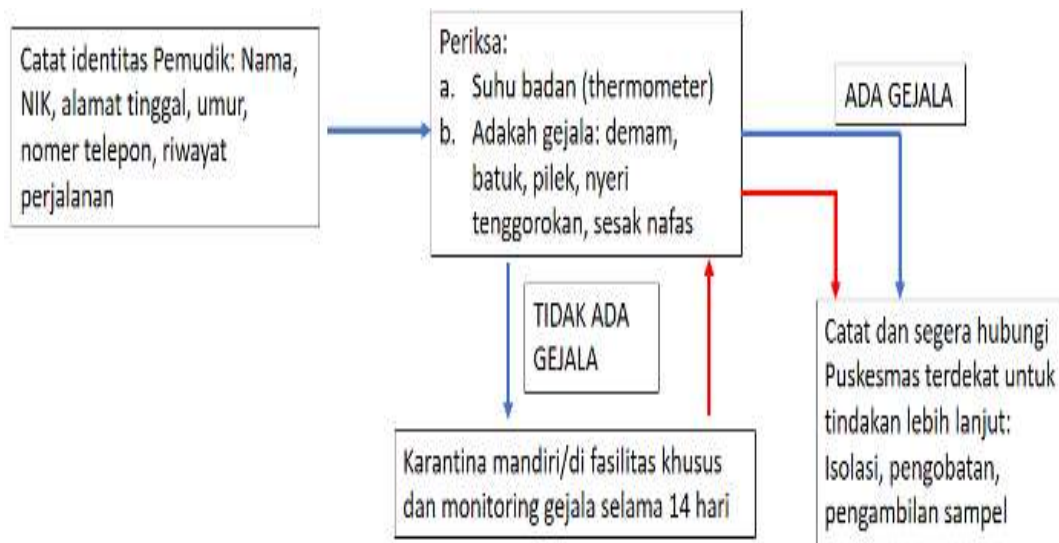 Catat identitas Pemudik: Nama,
NIK, alamat tinggal, umur,
nomer telepon, riwayat
perjalanan
Periksa:
a. Suhu badan (thermometer)
b. Adakah gejala: demam,
batuk, pilek, nyeri
tenggorokan, sesak nafas
ADA GEJALA
TIDAK ADA
GEJALA
Karantina mandiri/di fasilitas khusus
dan monitoring gejala selama 14 hari
Catat dan segera hubungi
Puskesmas terdekat untuk
tindakan lebih lanjut:
Isolasi, pengobatan,
pengambilan sampel